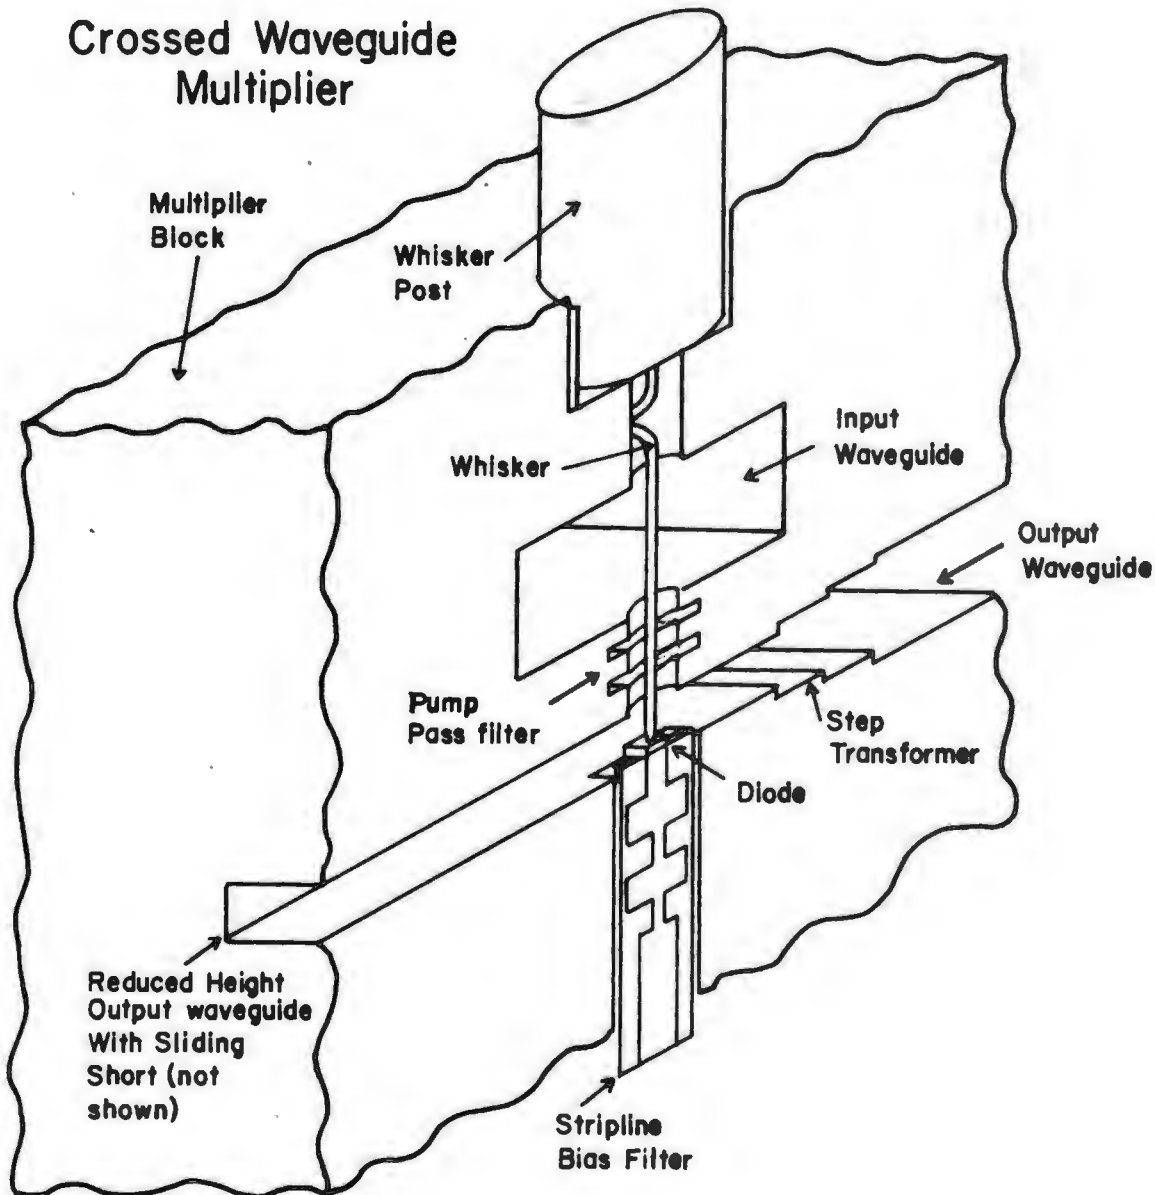 Crossed Waveguide
Multiplier
Multiplier
Block
Whisker
Post
Input
Waveguide
Whisker
Output
Waveguide
Pump
Pass filter
Step
Transformer
Diode
Reduced Height
Output waveguide
With Sliding
Short (not
shown)
Stripline
Bias Filter